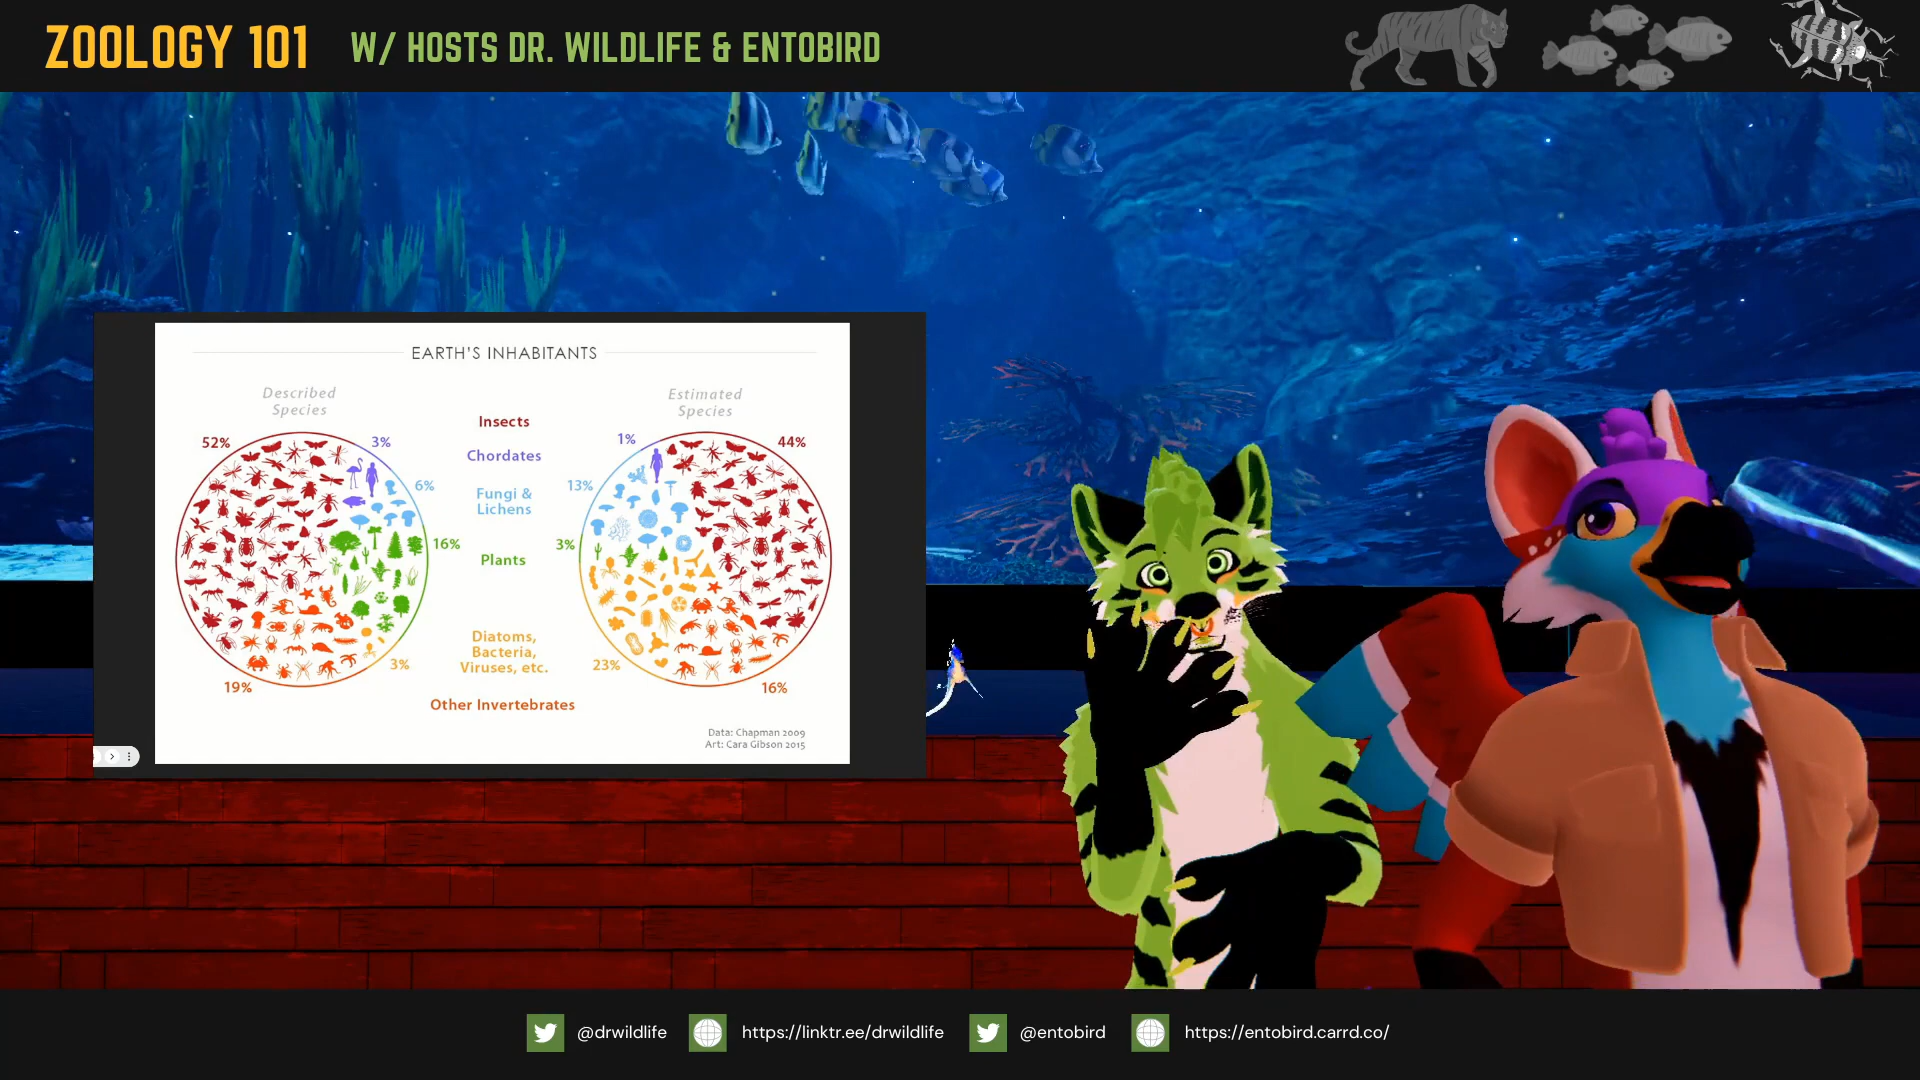 ZOOLOGY 101 W/ HOSTS DR. WILDLIFE & ENTOBIRD
EARTH'S INHABITANTS
Described
Species
Estimated
Species
52%
3%
6%
16%
3%
19%
Insects
Chordates
Fungi &
Lichens
Plants
Diatoms,
Bacteria,
Viruses, etc.
Other Invertebrates
1%
44%
13%
3%
23%
16%
Data: Chapman 2009
Art: Cara Gibson 2015
@drwildlife https://linktr.ee/drwildlife @entobird https://entobird.carrd.co/